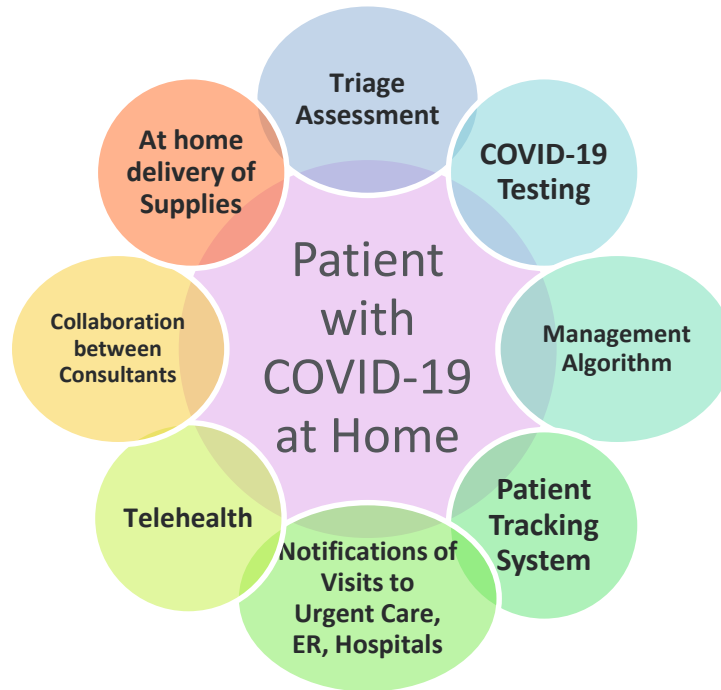 Triage
Assessment
COVID-19
Testing
Management
Algorithm
Patient
Tracking
System
Notifications of
Visits to
Urgent Care,
ER, Hospitals
Telehealth
Collaboration
between
Consultants
At home
delivery of
Supplies
Patient
with
COVID-19
at Home